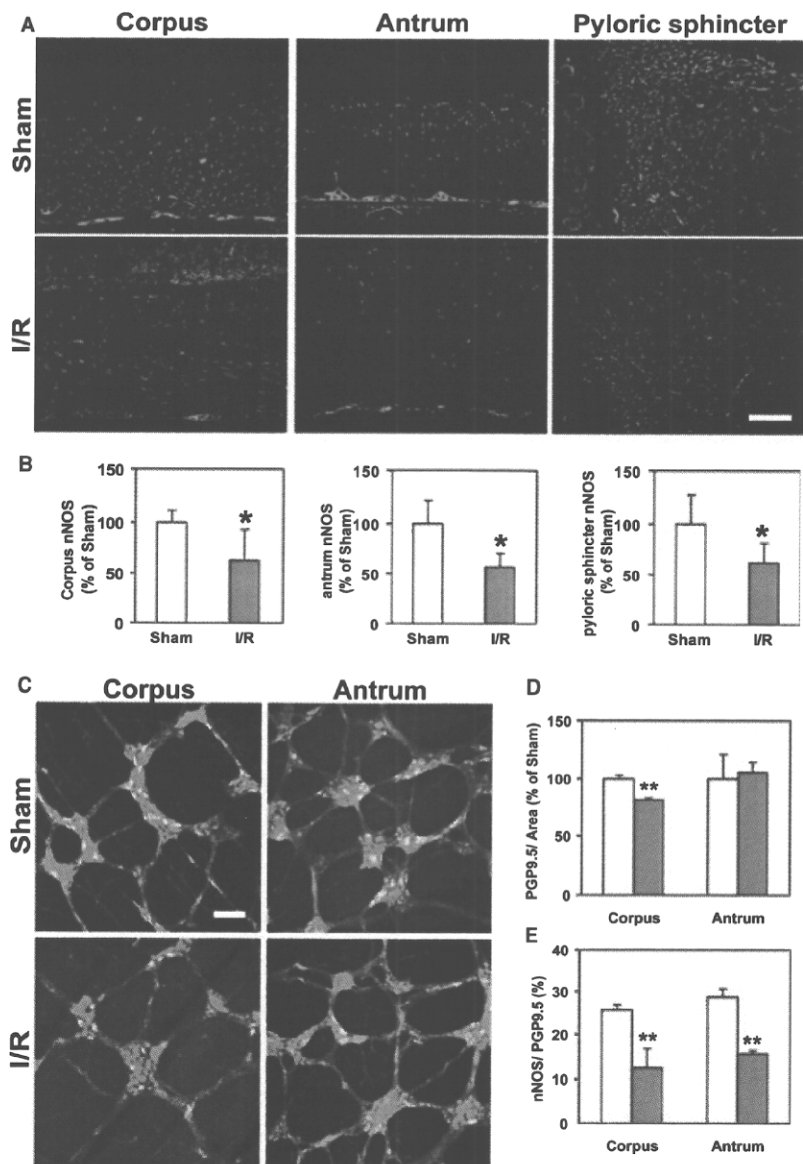 A
Corpus
Antrum
Pyloric sphincter
Sham
I/R
B
Corpus nNOS
(% of Sham)
150
100
50
0
*
Sham
I/R
antrum nNOS
(% of Sham)
150
100
50
0
*
Sham
I/R
pyloric sphincter nNOS
(% of Sham)
150
100
50
0
*
Sham
I/R
C
Corpus
Antrum
Sham
I/R
D
PGP9.5/ Area (% of Sham)
150
100
50
0
**
Corpus
Antrum
E
nNOS/ PGP9.5 (%)
40
30
20
10
0
**
**
Corpus
Antrum